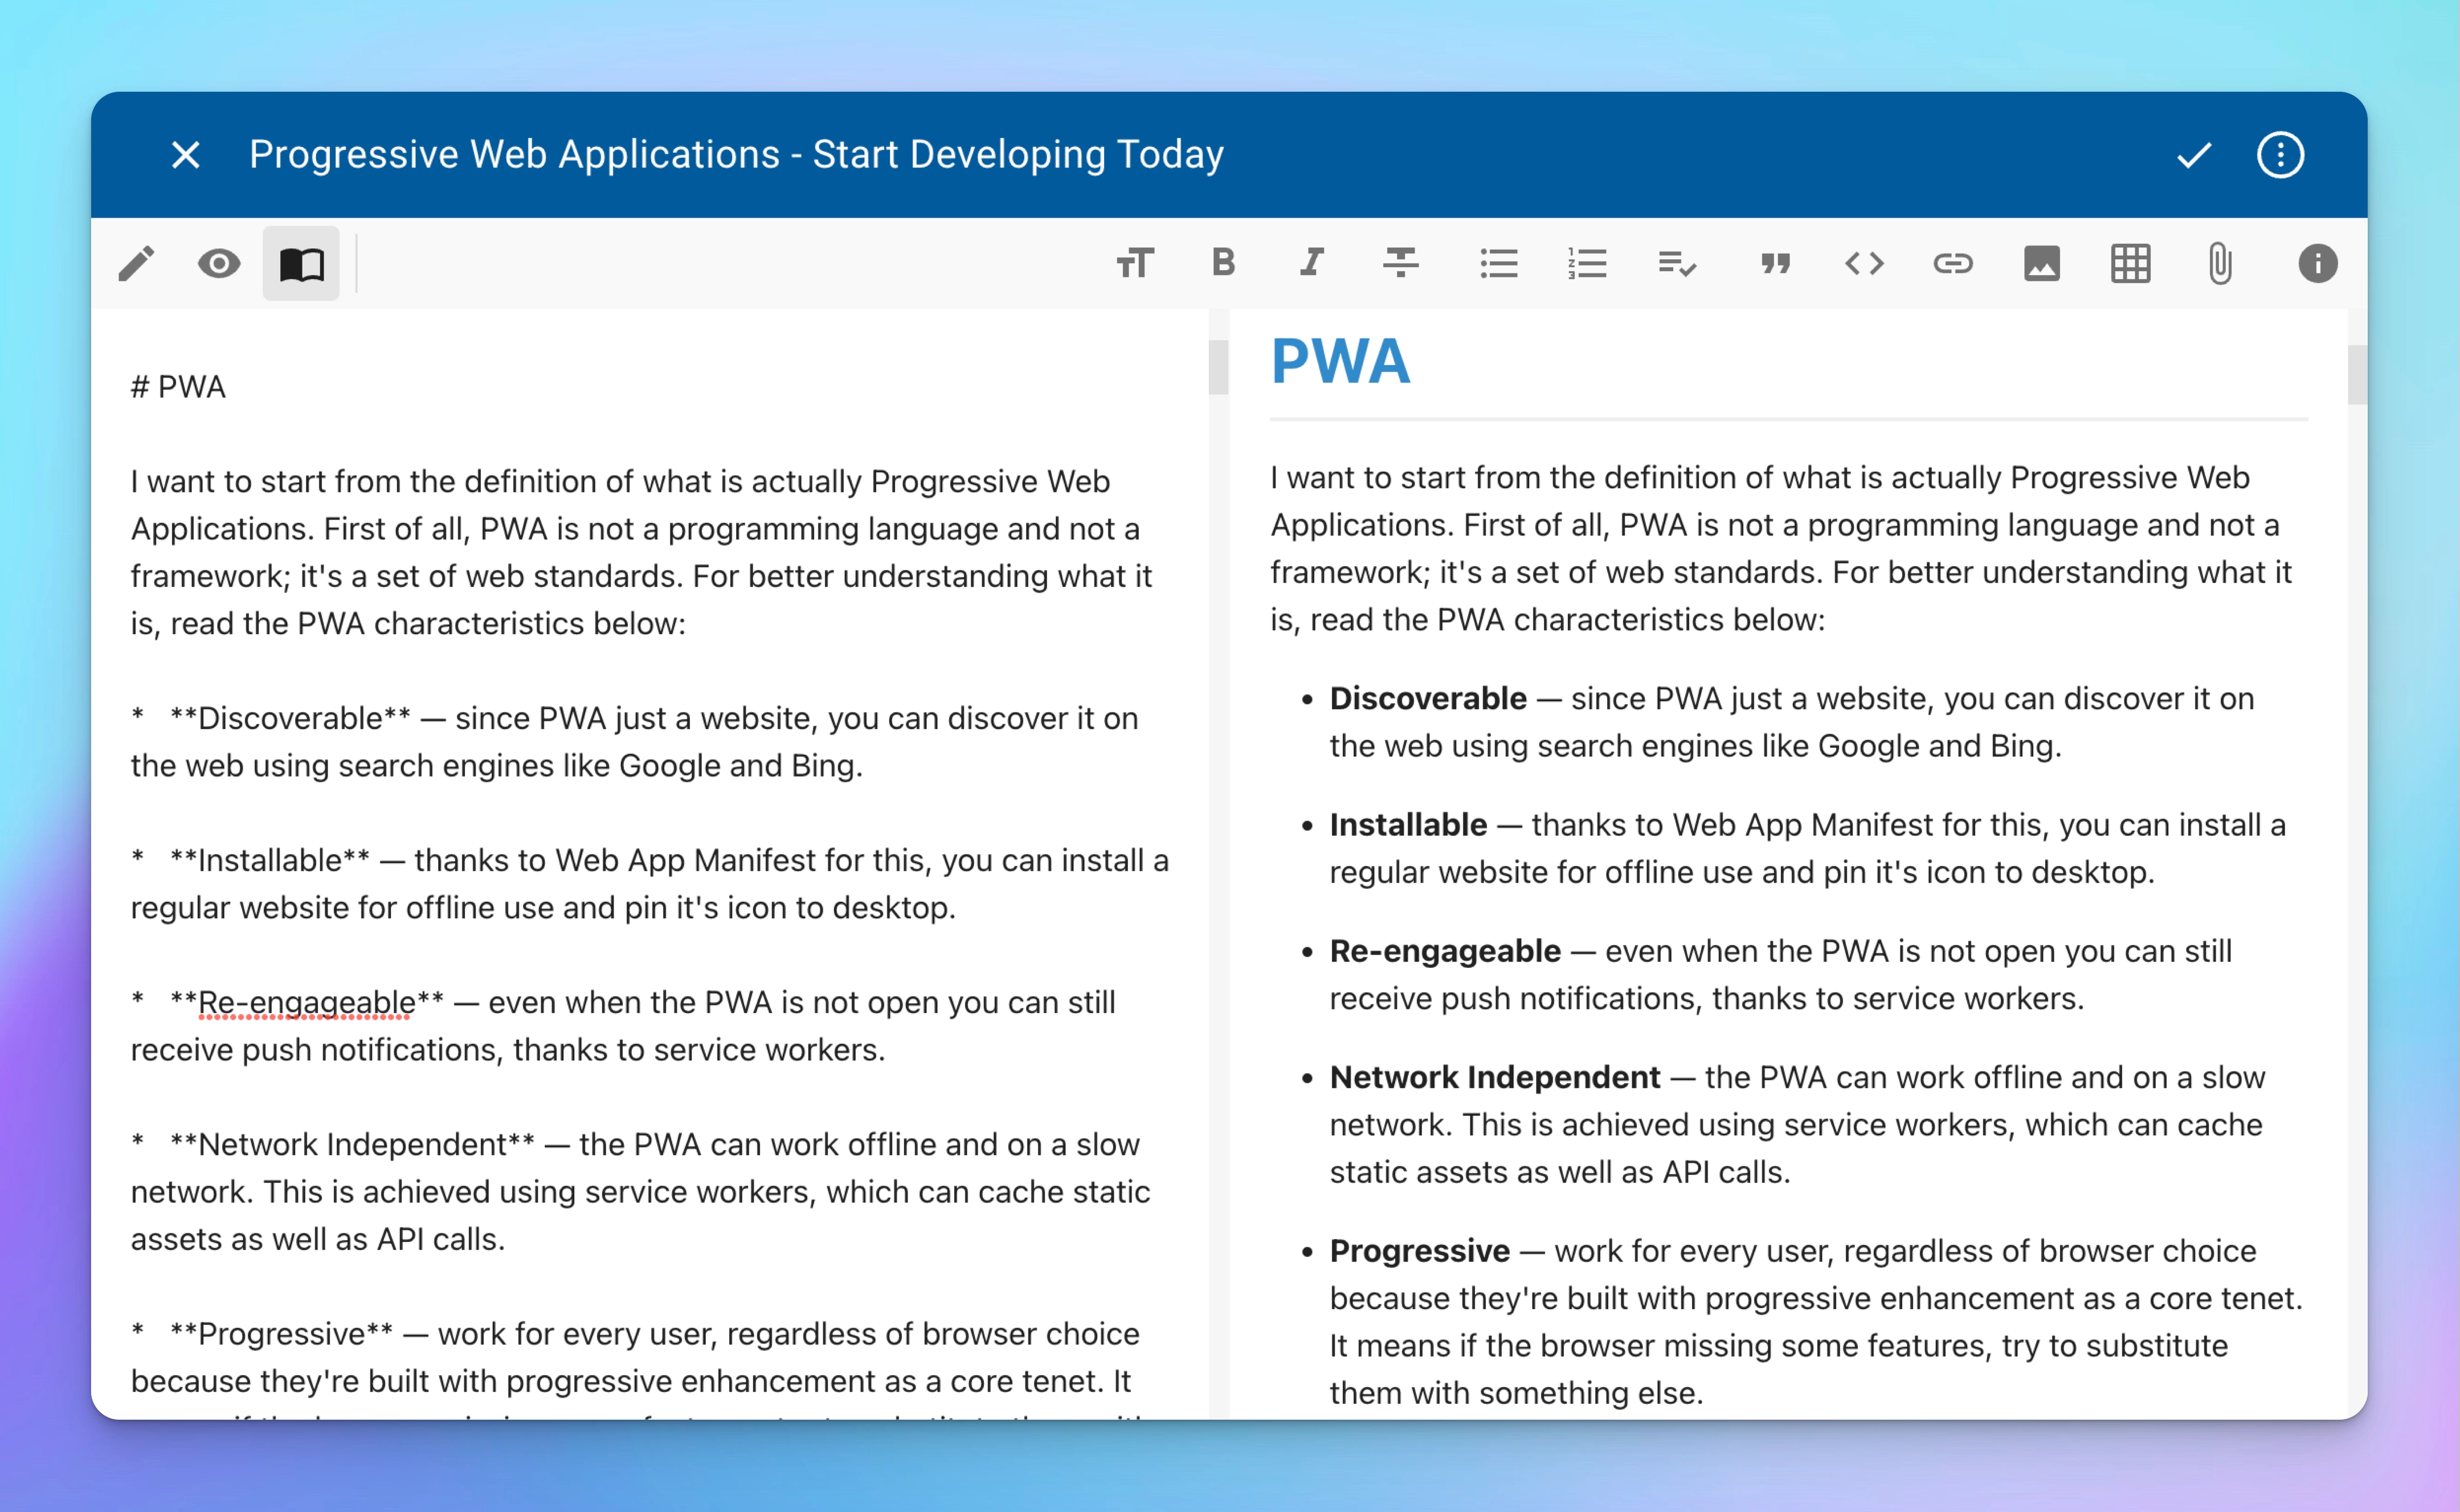 Progressive Web Applications - Start Developing Today
# PWA
I want to start from the definition of what is actually Progressive Web
Applications. First of all, PWA is not a programming language and not a
framework; it's a set of web standards. For better understanding what it
is, read the PWA characteristics below:
*   **Discoverable** — since PWA just a website, you can discover it on
the web using search engines like Google and Bing.
*   **Installable** — thanks to Web App Manifest for this, you can install a
regular website for offline use and pin it's icon to desktop.
*   **Re-engageable** — even when the PWA is not open you can still
receive push notifications, thanks to service workers.
*   **Network Independent** — the PWA can work offline and on a slow
network. This is achieved using service workers, which can cache static
assets as well as API calls.
*   **Progressive** — work for every user, regardless of browser choice
because they're built with progressive enhancement as a core tenet. It
PWA
I want to start from the definition of what is actually Progressive Web
Applications. First of all, PWA is not a programming language and not a
framework; it's a set of web standards. For better understanding what it
is, read the PWA characteristics below:
• Discoverable — since PWA just a website, you can discover it on
the web using search engines like Google and Bing.
• Installable — thanks to Web App Manifest for this, you can install a
regular website for offline use and pin it's icon to desktop.
• Re-engageable — even when the PWA is not open you can still
receive push notifications, thanks to service workers.
• Network Independent — the PWA can work offline and on a slow
network. This is achieved using service workers, which can cache
static assets as well as API calls.
• Progressive — work for every user, regardless of browser choice
because they're built with progressive enhancement as a core tenet.
It means if the browser missing some features, try to substitute
them with something else.